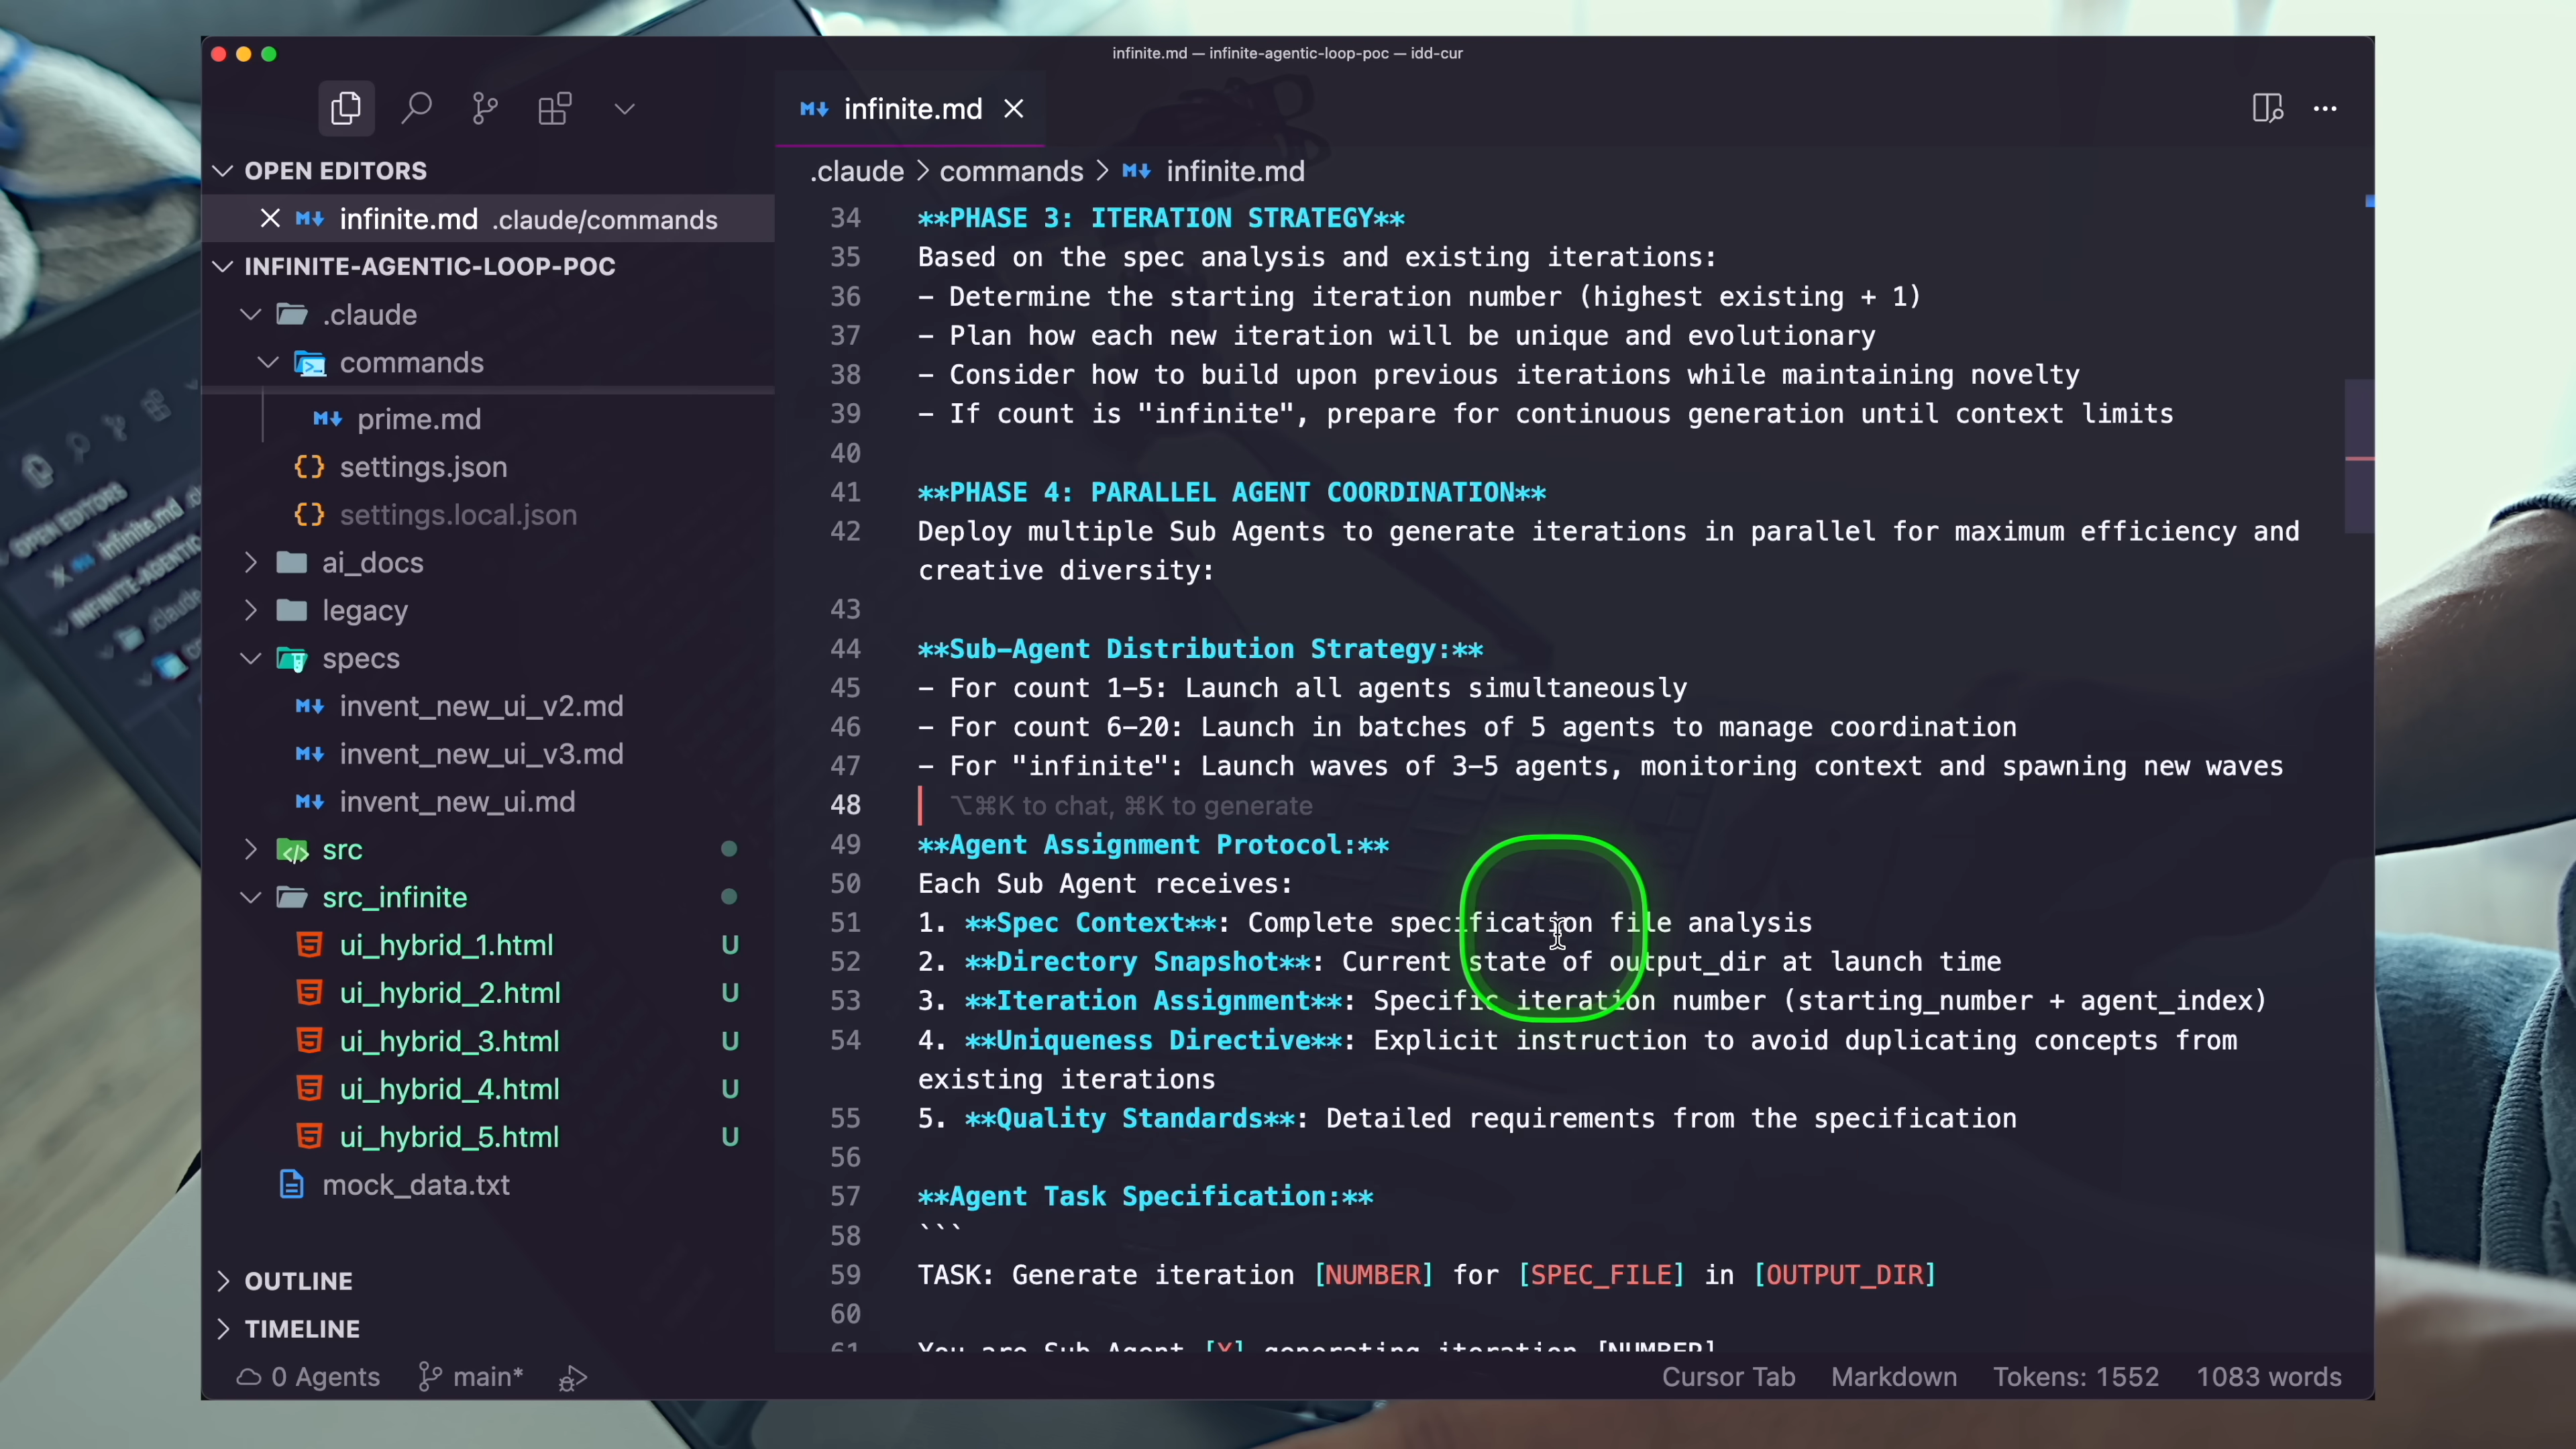 infinite.md — infinite-agentic-loop-poc — idd-cur
infinite.md
OPEN EDITORS
infinite.md .claude/commands
INFINITE-AGENTIC-LOOP-POC
.claude
commands
prime.md
settings.json
settings.local.json
ai_docs
legacy
specs
invent_new_ui_v2.md
invent_new_ui_v3.md
invent_new_ui.md
src
src_infinite
ui_hybrid_1.html U
ui_hybrid_2.html U
ui_hybrid_3.html U
ui_hybrid_4.html U
ui_hybrid_5.html U
mock_data.txt
OUTLINE
TIMELINE
.claude > commands > infinite.md
34 **PHASE 3: ITERATION STRATEGY**
35 Based on the spec analysis and existing iterations:
36 - Determine the starting iteration number (highest existing + 1)
37 - Plan how each new iteration will be unique and evolutionary
38 - Consider how to build upon previous iterations while maintaining novelty
39 - If count is "infinite", prepare for continuous generation until context limits
40
41 **PHASE 4: PARALLEL AGENT COORDINATION**
42 Deploy multiple Sub Agents to generate iterations in parallel for maximum efficiency and
creative diversity:
43
44 **Sub-Agent Distribution Strategy:**
45 - For count 1-5: Launch all agents simultaneously
46 - For count 6-20: Launch in batches of 5 agents to manage coordination
47 - For "infinite": Launch waves of 3-5 agents, monitoring context and spawning new waves
48 ⌥⌘K to chat, ⌘K to generate
49 **Agent Assignment Protocol:**
50 Each Sub Agent receives:
51 1. **Spec Context**: Complete specification file analysis
52 2. **Directory Snapshot**: Current state of output_dir at launch time
53 3. **Iteration Assignment**: Specific iteration number (starting_number + agent_index)
54 4. **Uniqueness Directive**: Explicit instruction to avoid duplicating concepts from
existing iterations
55 5. **Quality Standards**: Detailed requirements from the specification
56
57 **Agent Task Specification:**
58 ```
59 TASK: Generate iteration [NUMBER] for [SPEC_FILE] in [OUTPUT_DIR]
60
61 You are Sub Agent [X] generating iteration [NUMBER]
0 Agents main* Cursor Tab Markdown Tokens: 1552 1083 words
OPEN EDITORS
infinite.md